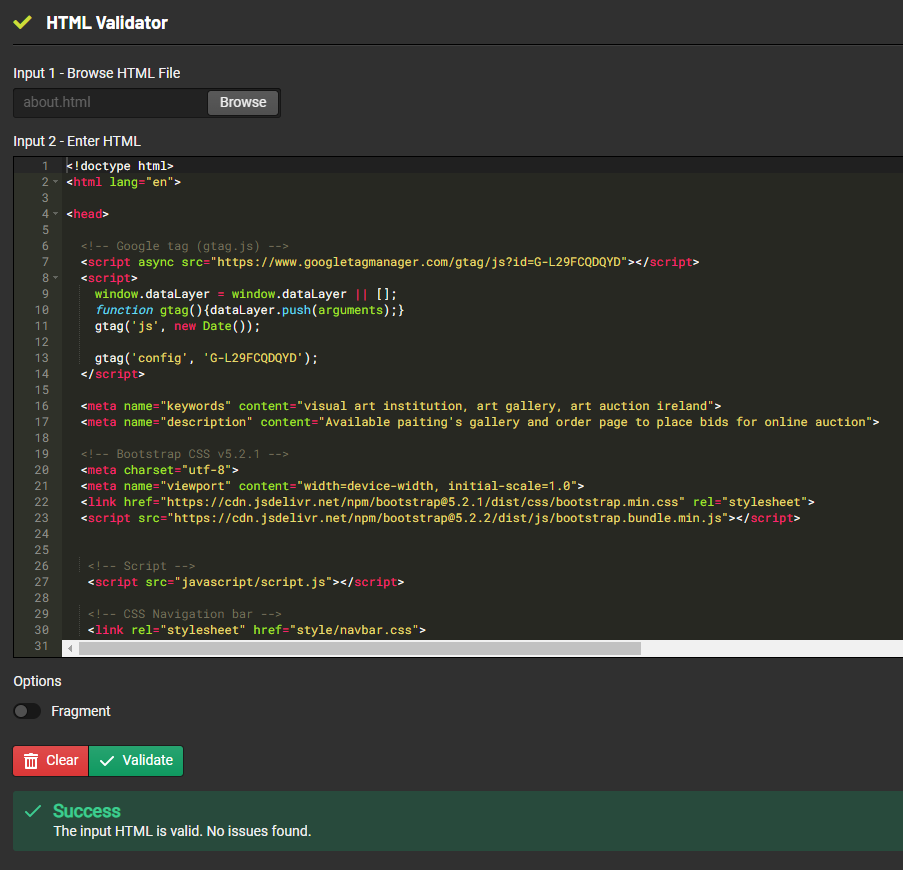 HTML Validator
Input 1 - Browse HTML File
about.html Browse
Input 2 - Enter HTML
1 <!doctype html>
2 <html lang="en">
3
4 <head>
5
6 <!-- Google tag (gtag.js) -->
7 <script async src="https://www.googletagmanager.com/gtag/js?id=G-L29FCQDQYD"></script>
8 <script>
9 window.dataLayer = window.dataLayer || [];
10 function gtag(){dataLayer.push(arguments);}
11 gtag('js', new Date());
12
13 gtag('config', 'G-L29FCQDQYD');
14 </script>
15
16 <meta name="keywords" content="visual art institution, art gallery, art auction ireland">
17 <meta name="description" content="Available paiting's gallery and order page to place bids for online auction">
18
19 <!-- Bootstrap CSS v5.2.1 -->
20 <meta charset="utf-8">
21 <meta name="viewport" content="width=device-width, initial-scale=1.0">
22 <link href="https://cdn.jsdelivr.net/npm/bootstrap@5.2.1/dist/css/bootstrap.min.css" rel="stylesheet">
23 <script src="https://cdn.jsdelivr.net/npm/bootstrap@5.2.2/dist/js/bootstrap.bundle.min.js"></script>
24
25
26 <!-- Script -->
27 <script src="javascript/script.js"></script>
28
29 <!-- CSS Navigation bar -->
30 <link rel="stylesheet" href="style/navbar.css">
31
Options
Fragment
Clear Validate
Success
The input HTML is valid. No issues found.